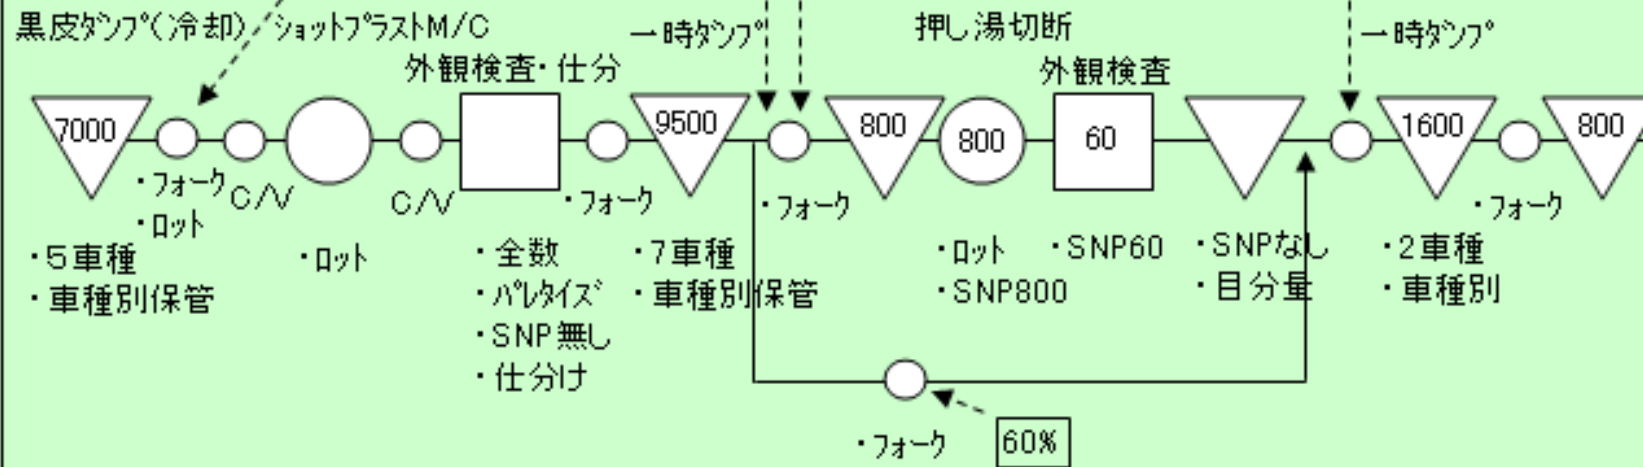 黒皮ﾀﾞﾝﾌﾟ(冷却)
ｼｮｯﾄﾌﾟﾗｽﾄM/C
一時ﾀﾞﾝﾌﾟ
押し湯切断
一時ﾀﾞﾝﾌﾟ
外観検査・仕分
外観検査
7000
9500
800
800
60
1600
800
・フォーク
・ﾛｯﾄ
C/V
C/V
・フォーク
・フォーク
・フォーク
・5車種
・車種別保管
・ﾛｯﾄ
・全数
・ﾊﾟﾚﾀｲｽﾞ
・SNP無し
・仕分け
・7車種
・車種別保管
・ﾛｯﾄ
・SNP800
・SNP60
・SNPなし
・目分量
・2車種
・車種別
・フォーク
60%